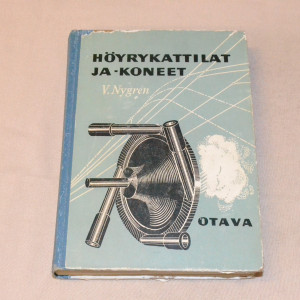 HÖYRYKATTILAT
JA-KONEET
V. Nygren
OTAVA